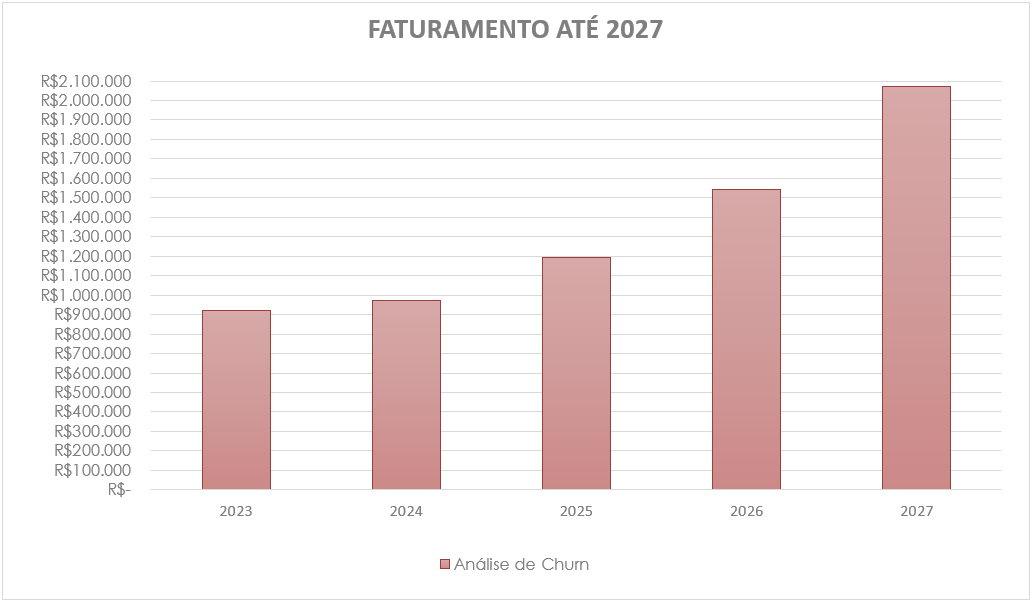 FATURAMENTO ATÉ 2027
R$2.100.000
R$2.000.000
R$1.900.000
R$1.800.000
R$1.700.000
R$1.600.000
R$1.500.000
R$1.400.000
R$1.300.000
R$1.200.000
R$1.100.000
R$1.000.000
R$900.000
R$800.000
R$700.000
R$600.000
R$500.000
R$400.000
R$300.000
R$200.000
R$100.000
R$-
2023 2024 2025 2026 2027
Análise de Churn